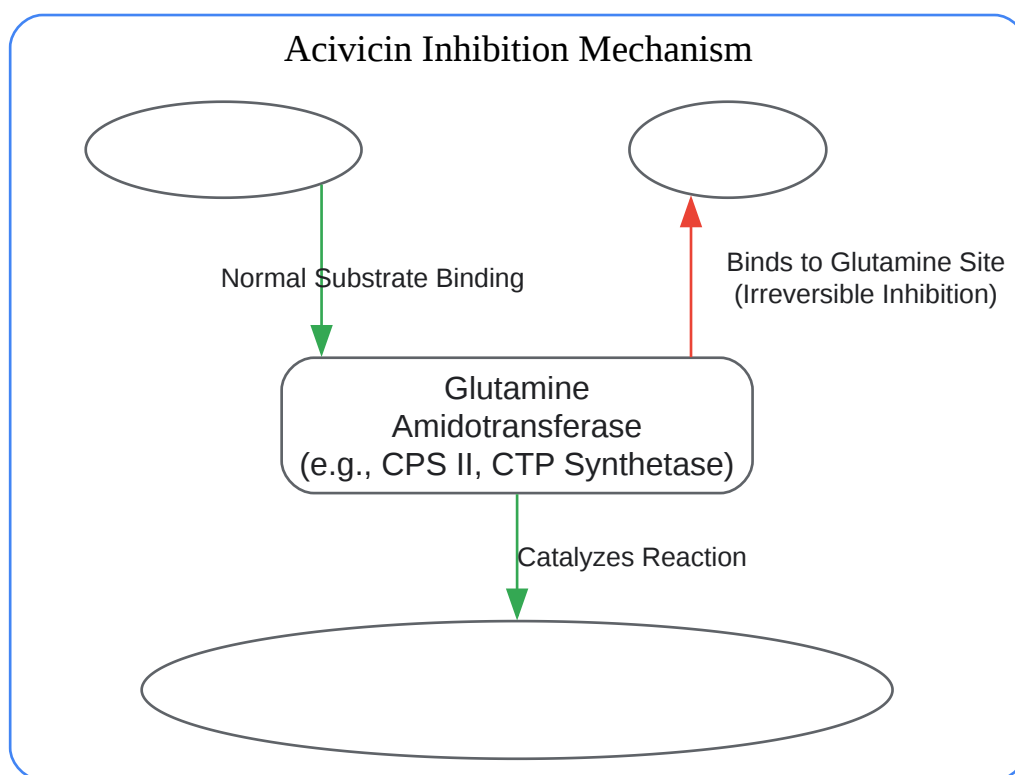 Acivicin Inhibition Mechanism
Normal Substrate Binding
Binds to Glutamine Site
(Irreversible Inhibition)
Glutamine
Amidotransferase
(e.g., CPS II, CTP Synthetase)
Catalyzes Reaction